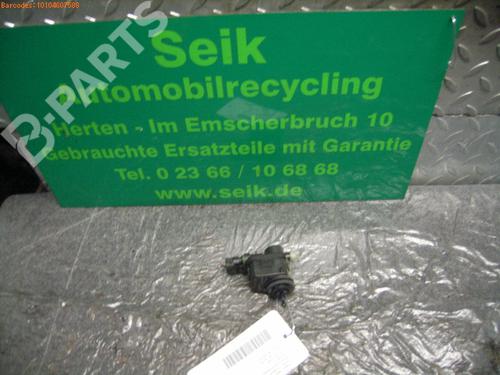 Barcodes:10104607588
B-PARTS
Seik
Automobilrecycling
Herten - Im Emscherbruch 10
Gebrauchte Ersatzteile mit Garantie
Tel. 0 23 66 / 10 68 68
www.seik.de